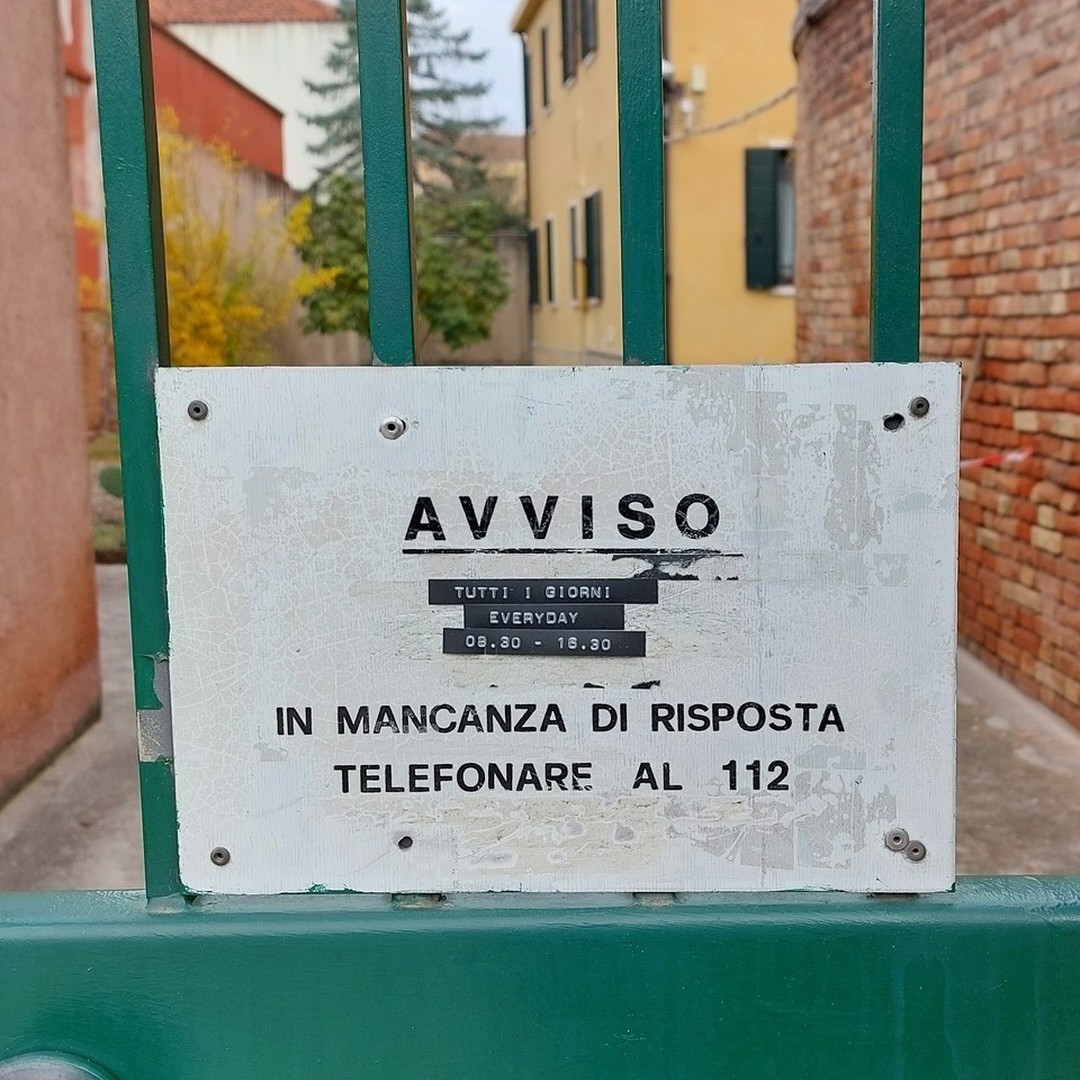 AVVISO
TUTTI I GIORNI
EVERYDAY
08.30 - 16.30
IN MANCANZA DI RISPOSTA
TELEFONARE AL 112